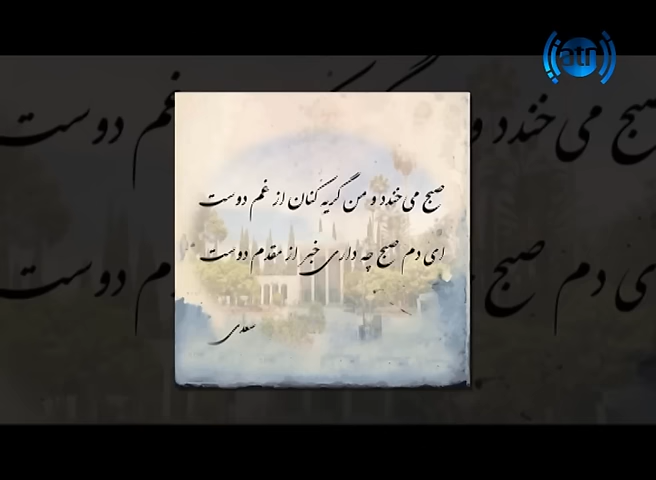 atn
صبح می خندد و من گریه کنان از غم دوست
ای دم صبح چه داری خبر از مقدم دوست
سعدی